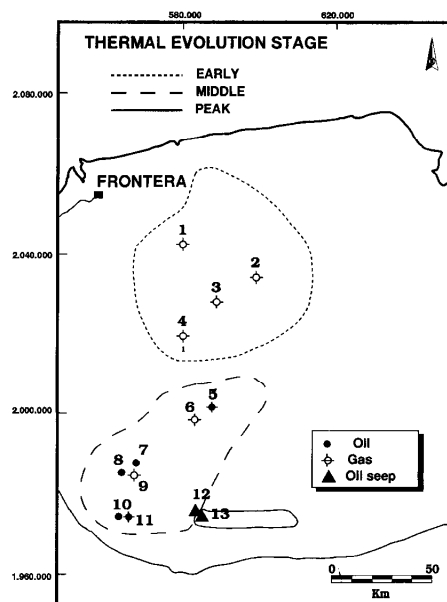 580.000 620.000
THERMAL EVOLUTION STAGE
EARLY
MIDDLE
PEAK
2.080.000
FRONTERA
1
2
2.040.000
3
4
5
2.000.000
6
7
8
9
Oil
Gas
Oil seep
12
13
10
11
1.960.000
0 50
Km